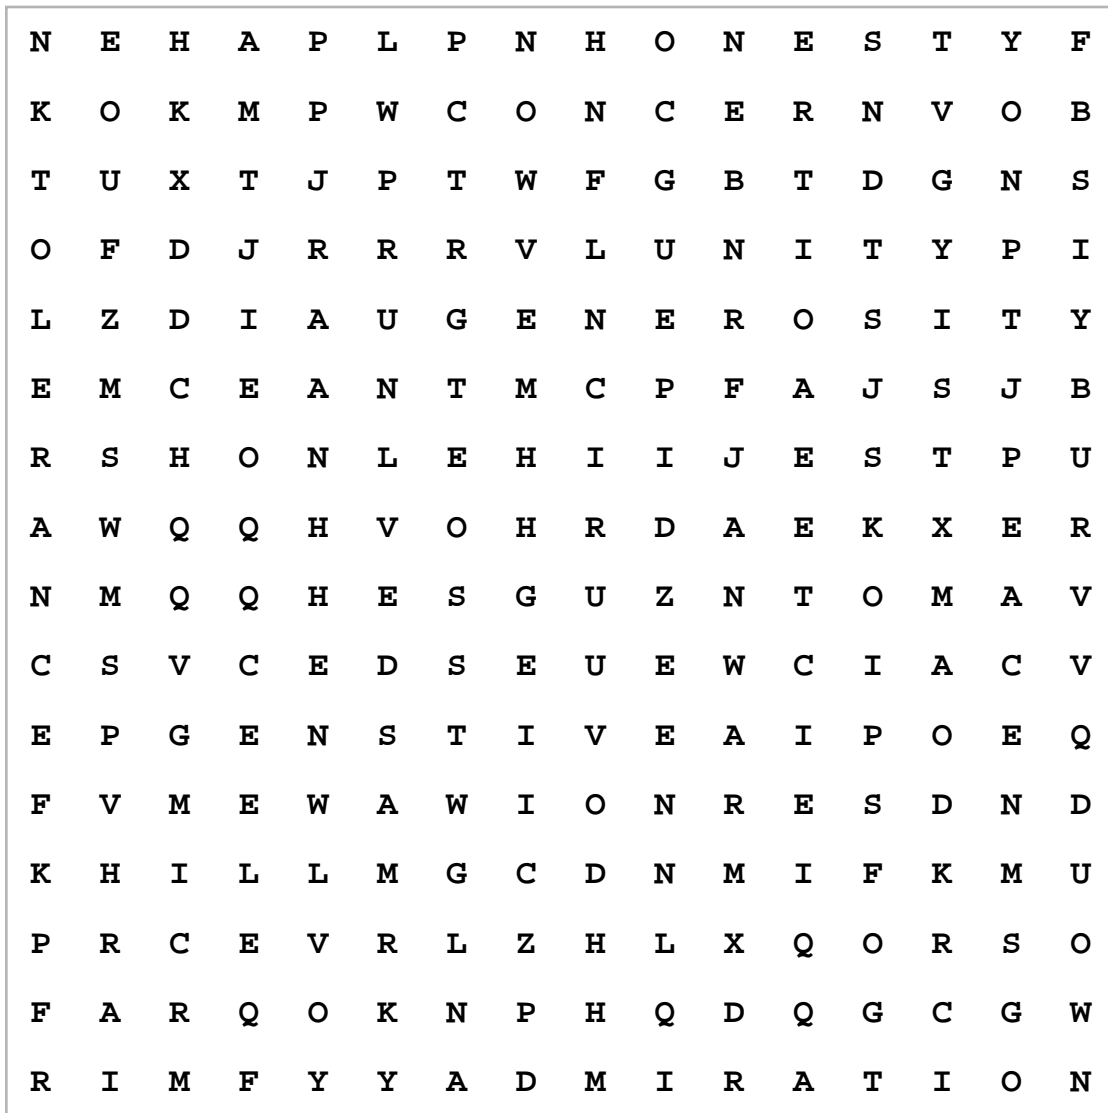 N E H A P L P N H O N E S T Y F
K O K M P W C O N C E R N V O B
T U X T J P T W F G B T D G N S
O F D J R R R V L U N I T Y P I
L Z D I A U G E N E R O S I T Y
E M C E A N T M C P F A J S J B
R S H O N L E H I I J E S T P U
A W Q Q H V O H R D A E K X E R
N M Q Q H E S G U Z N T O M A V
C S V C E D S E U E W C I A C V
E P G E N S T I V E A I P O E Q
F V M E W A W I O N R E S D N D
K H I L L M G C D N M I F K M U
P R C E V R L Z H L X Q O R S O
F A R Q O K N P H Q D Q G C G W
R I M F Y Y A D M I R A T I O N